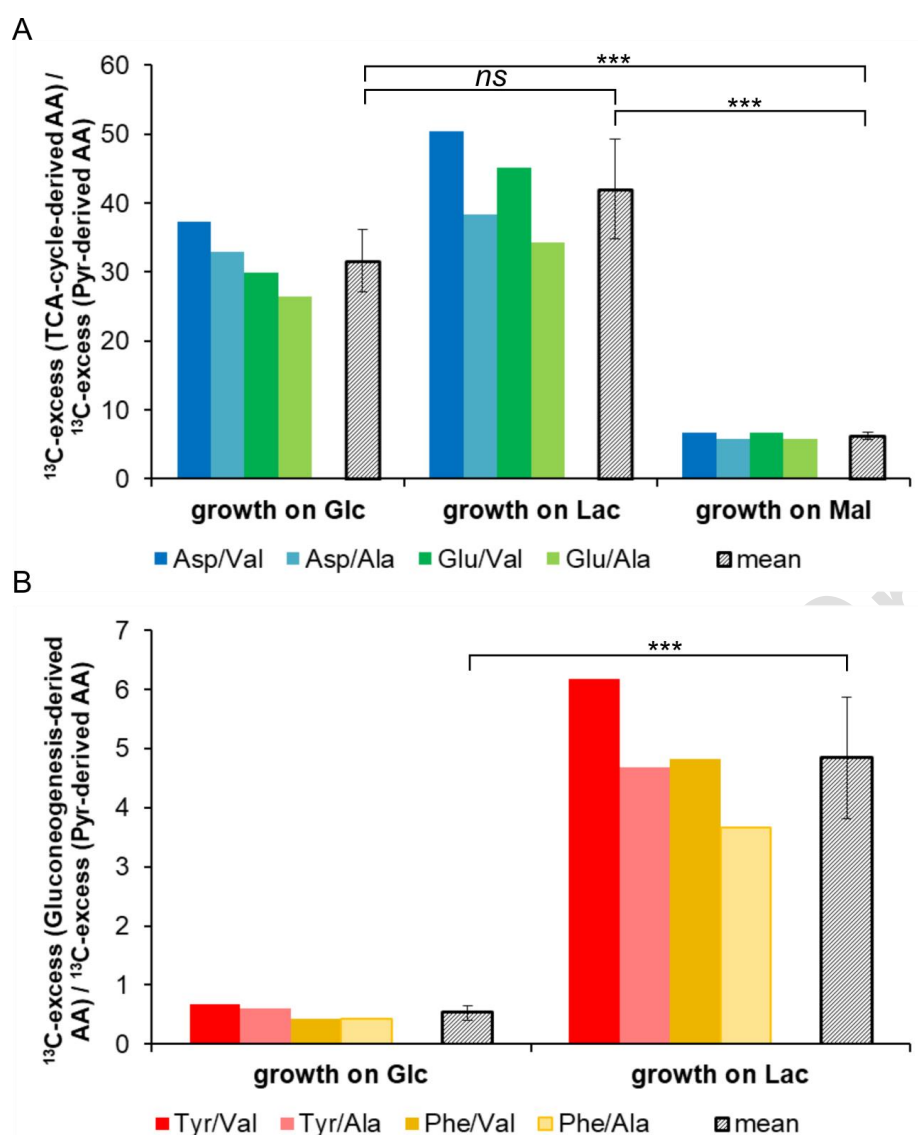 A
¹³C-excess (TCA-cycle-derived AA) /
¹³C-excess (Pyr-derived AA)
60
50
40
30
20
10
0
***
ns
***
growth on Glc
growth on Lac
growth on Mal
Asp/Val
Asp/Ala
Glu/Val
Glu/Ala
mean
B
¹³C-excess (Gluconeogenesis-derived
AA) / ¹³C-excess (Pyr-derived AA)
7
6
5
4
3
2
1
0
***
growth on Glc
growth on Lac
Tyr/Val
Tyr/Ala
Phe/Val
Phe/Ala
mean